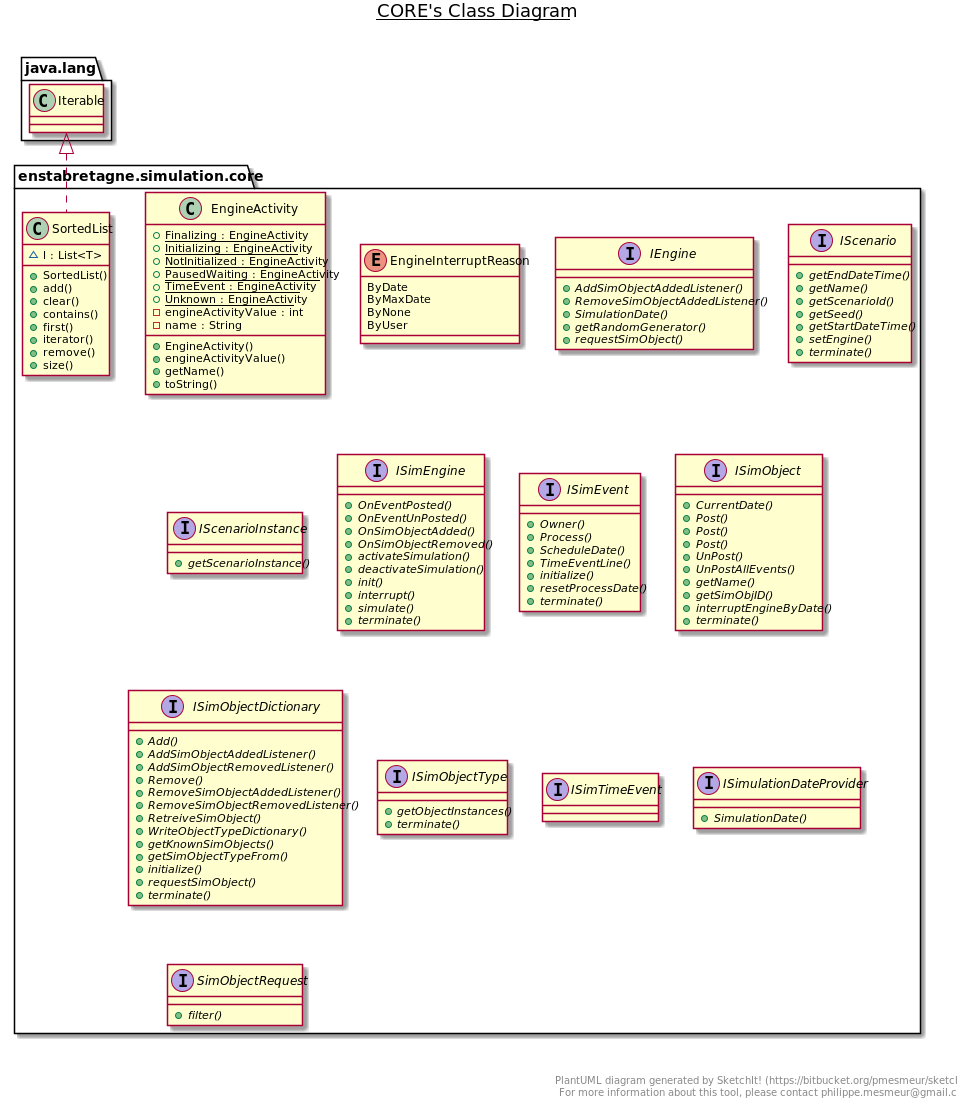 CORE's Class Diagram
java.lang
C Iterable
enstabretagne.simulation.core
C SortedList
l : List<T>
SortedList()
add()
clear()
contains()
first()
iterator()
remove()
size()
C EngineActivity
Finalizing : EngineActivity
Initializing : EngineActivity
NotInitialized : EngineActivity
PausedWaiting : EngineActivity
TimeEvent : EngineActivity
Unknown : EngineActivity
engineActivityValue : int
name : String
EngineActivity()
engineActivityValue()
getName()
toString()
E EngineInterruptReason
ByDate
ByMaxDate
ByNone
ByUser
I IEngine
AddSimObjectAddedListener()
RemoveSimObjectAddedListener()
SimulationDate()
getRandomGenerator()
requestSimObject()
I IScenario
getEndDateTime()
getName()
getScenarioId()
getSeed()
getStartDateTime()
setEngine()
terminate()
I IScenarioInstance
getScenarioInstance()
I ISimEngine
OnEventPosted()
OnEventUnPosted()
OnSimObjectAdded()
OnSimObjectRemoved()
activateSimulation()
deactivateSimulation()
init()
interrupt()
simulate()
terminate()
I ISimEvent
Owner()
Process()
ScheduleDate()
TimeEventLine()
initialize()
resetProcessDate()
terminate()
I ISimObject
CurrentDate()
Post()
Post()
Post()
UnPost()
UnPostAllEvents()
getName()
getSimObjID()
interruptEngineByDate()
terminate()
I ISimObjectDictionary
Add()
AddSimObjectAddedListener()
AddSimObjectRemovedListener()
Remove()
RemoveSimObjectAddedListener()
RemoveSimObjectRemovedListener()
RetreiveSimObject()
WriteObjectTypeDictionary()
getKnownSimObjects()
getSimObjectTypeFrom()
initialize()
requestSimObject()
terminate()
I ISimObjectType
getObjectInstances()
terminate()
I ISimTimeEvent
I ISimulationDateProvider
SimulationDate()
I SimObjectRequest
filter()
PlantUML diagram generated by SketchIt! (https://bitbucket.org/pmesmeur/sketch
For more information about this tool, please contact philippe.mesmeur@gmail.c